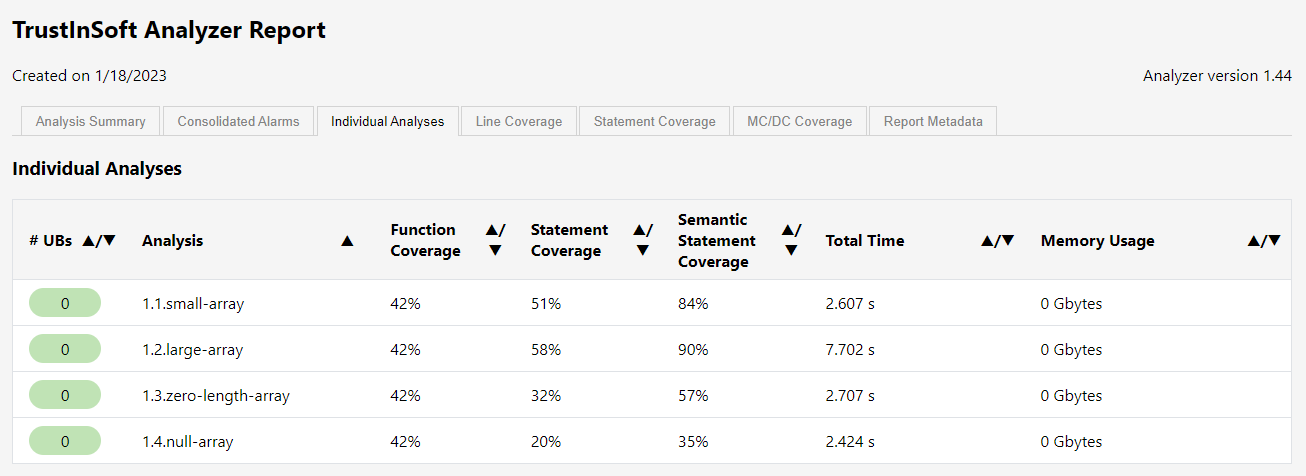 TrustInSoft Analyzer Report
Created on 1/18/2023 Analyzer version 1.44
Analysis Summary Consolidated Alarms Individual Analyses Line Coverage Statement Coverage MC/DC Coverage Report Metadata
Individual Analyses
# UBs ▲/▼ Analysis ▲ Function Coverage ▲/▼ Statement Coverage ▲/▼ Semantic Statement Coverage ▲/▼ Total Time ▲/▼ Memory Usage ▲/▼
0 1.1.small-array 42% 51% 84% 2.607 s 0 Gbytes
0 1.2.large-array 42% 58% 90% 7.702 s 0 Gbytes
0 1.3.zero-length-array 42% 32% 57% 2.707 s 0 Gbytes
0 1.4.null-array 42% 20% 35% 2.424 s 0 Gbytes